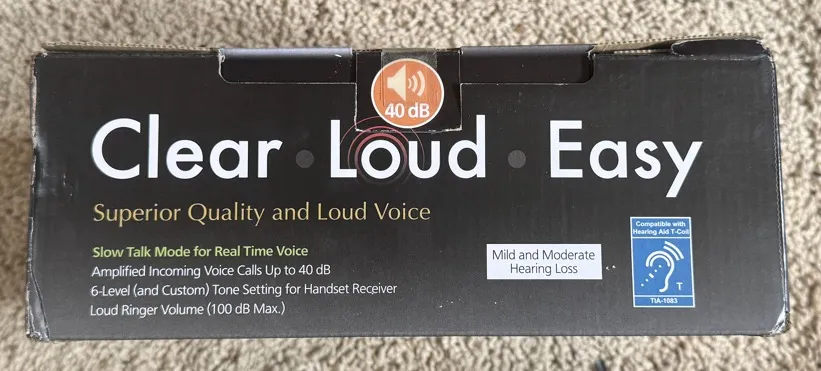 40 dB
Clear • Loud • Easy
Superior Quality and Loud Voice
Slow Talk Mode for Real Time Voice
Amplified Incoming Voice Calls Up to 40 dB
6-Level (and Custom) Tone Setting for Handset Receiver
Loud Ringer Volume (100 dB Max.)
Mild and Moderate
Hearing Loss
Compatible with
Hearing Aid T-Coil
T
TIA-1083